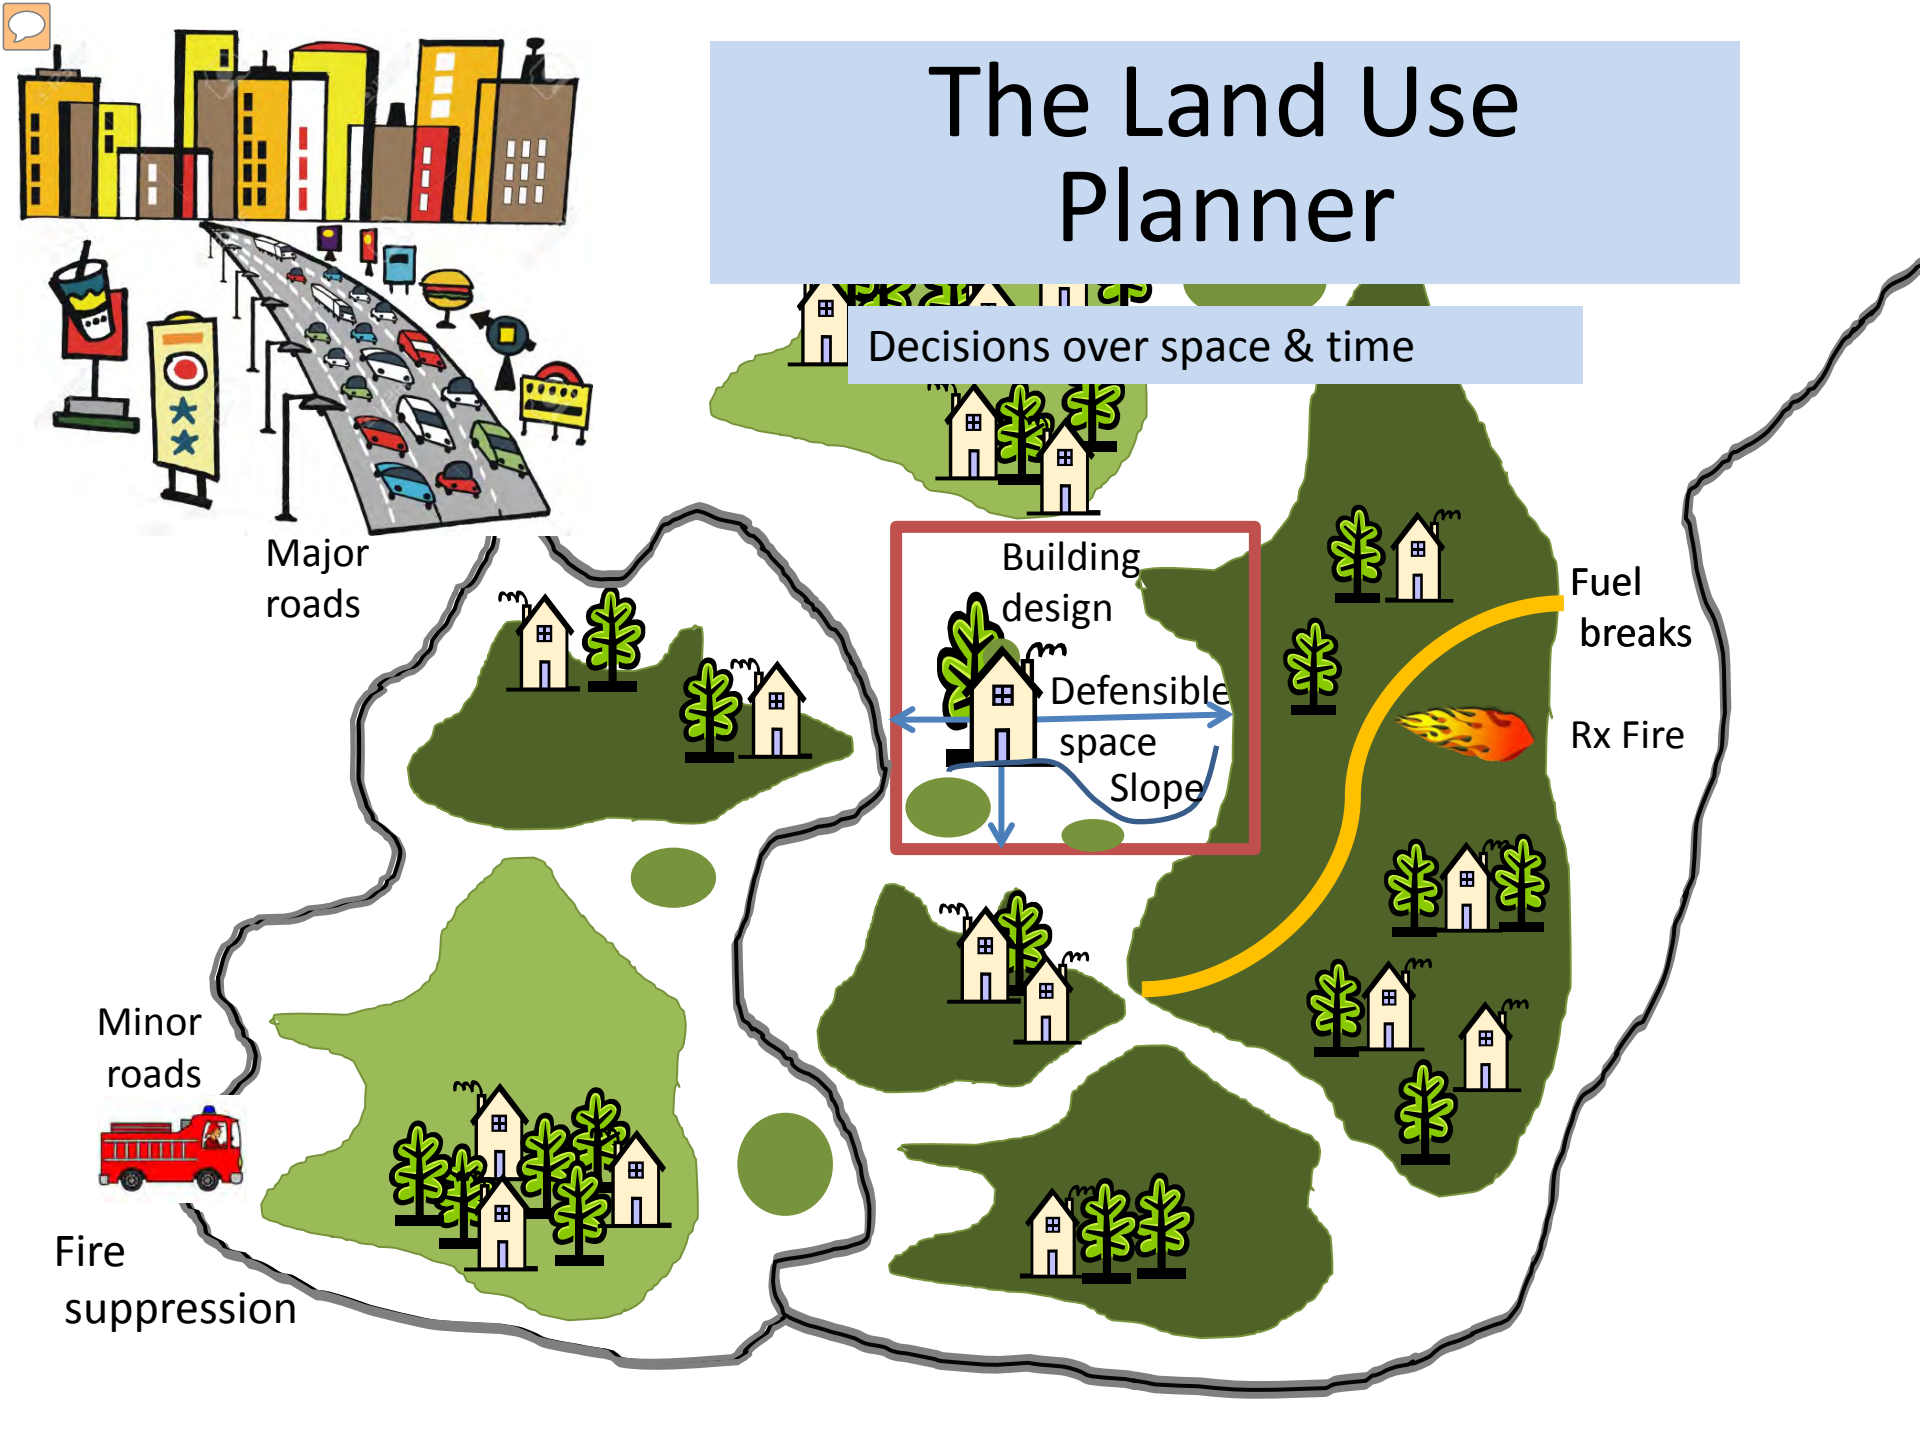 The Land Use
Planner
Decisions over space & time
Major
roads
Building
design
Defensible
space
Slope
Fuel
breaks
Rx Fire
Minor
roads
Fire
suppression